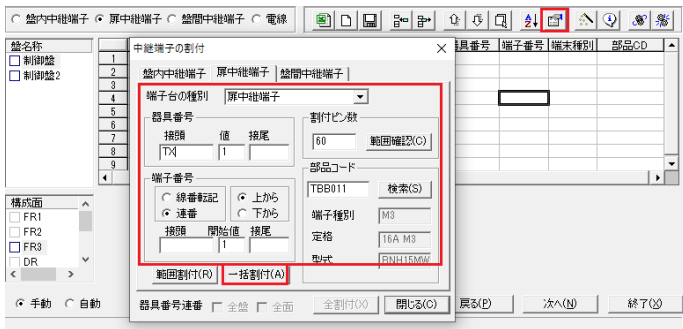 盤内中継端子 扉中継端子 盤間中継端子 電線
盤名称
制御盤
制御盤2
1
2
3
4
5
6
7
8
9
器具番号 端子番号 端末種別 部品CD
中継端子の割付
盤内中継端子 扉中継端子 盤間中継端子
端子台の種別 扉中継端子
器具番号
接頭 値 接尾
TX 1
割付ピン数
60 範囲確認(C)
端子番号
線番転記 上から
連番 下から
接頭 開始値 接尾
1
部品コード
TBB011 検索(S)
端子種別 M3
定格 16A M3
型式 RNH15MW
範囲割付(R) 一括割付(A)
器具番号連番 全盤 全面 全割付(X) 閉じる(C)
構成面
FR1
FR2
FR3
DR
手動 自動
戻る(P) 次へ(N) 終了(X)